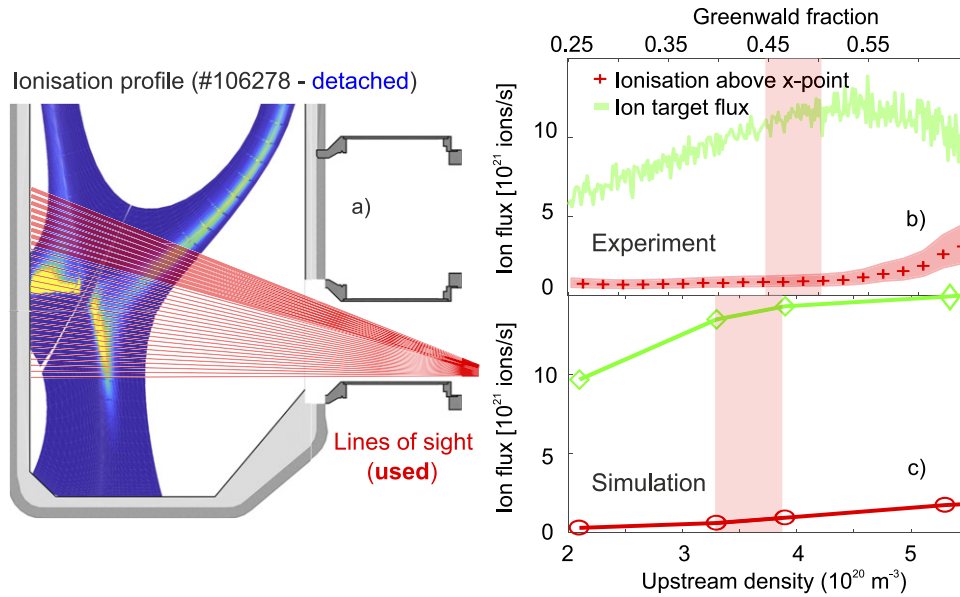 Ionisation profile (#106278 - detached)
a)
Lines of sight
(used)
Greenwald fraction
0.25 0.35 0.45 0.55
Ionisation above x-point
Ion target flux
Ion flux [10²¹ ions/s]
10
5
0
b)
Experiment
Ion flux [10²¹ ions/s]
10
5
0
c)
Simulation
2 3 4 5
Upstream density (10²⁰ m⁻³)